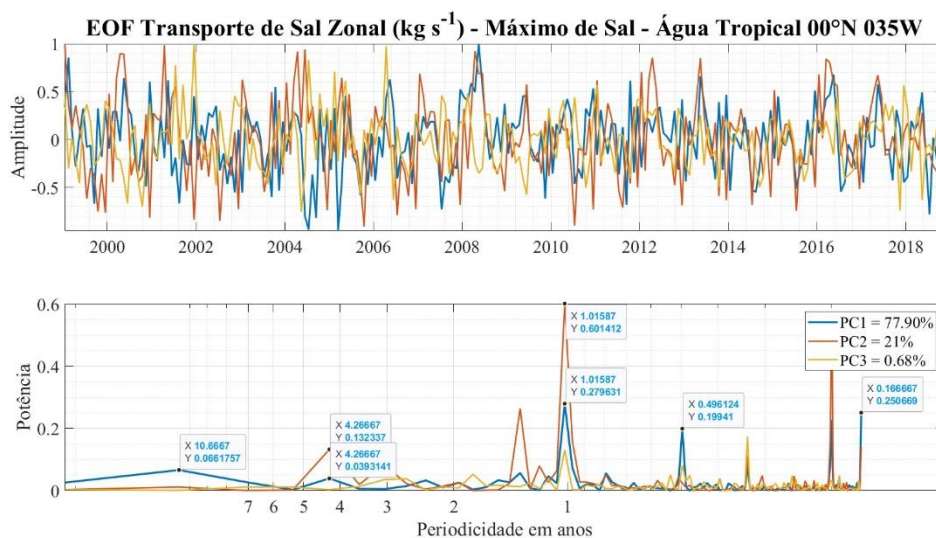 EOF Transporte de Sal Zonal (kg s⁻¹) - Máximo de Sal - Água Tropical 00°N 035W
1
0.5
0
-0.5
Amplitude
2000 2002 2004 2006 2008 2010 2012 2014 2016 2018
0.6
0.4
0.2
0
Potência
X 10.6667
Y 0.0661757
X 4.26667
Y 0.132337
X 4.26667
Y 0.0393141
X 1.01587
Y 0.601412
X 1.01587
Y 0.279631
X 0.496124
Y 0.19941
X 0.166667
Y 0.250669
PC1 = 77.90%
PC2 = 21%
PC3 = 0.68%
7 6 5 4 3 2 1
Periodicidade em anos